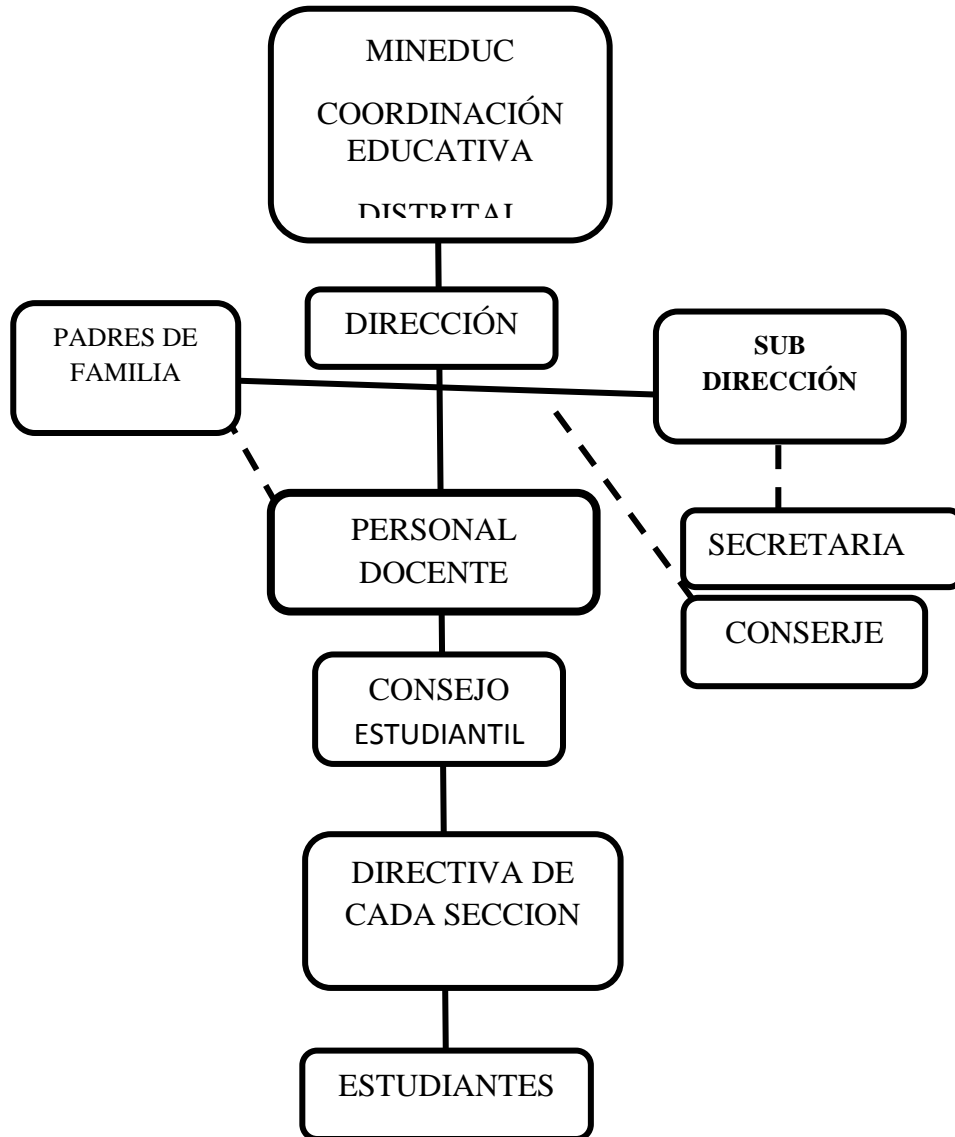 MINEDUC
COORDINACIÓN
EDUCATIVA
DISTRITAL
DIRECCIÓN
PADRES DE
FAMILIA
SUB
DIRECCIÓN
PERSONAL
DOCENTE
SECRETARIA
CONSERJE
CONSEJO
ESTUDIANTIL
DIRECTIVA DE
CADA SECCION
ESTUDIANTES